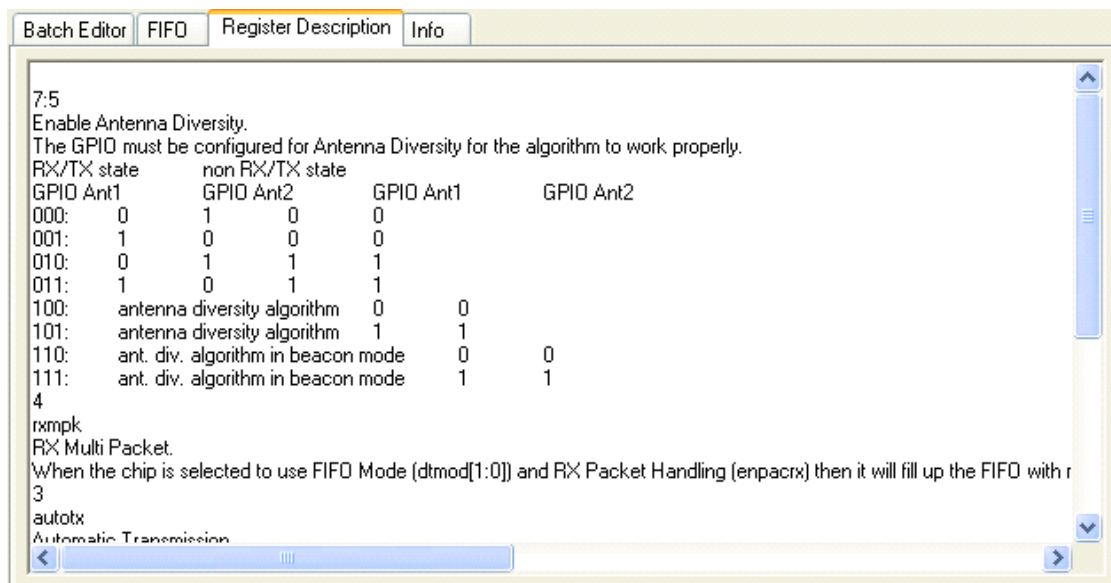 Batch Editor FIFO Register Description Info
7:5
Enable Antenna Diversity.
The GPIO must be configured for Antenna Diversity for the algorithm to work properly.
RX/TX state non RX/TX state
GPIO Ant1 GPIO Ant2 GPIO Ant1 GPIO Ant2
000: 0 1 0 0
001: 1 0 0 0
010: 0 1 1 1
011: 1 0 1 1
100: antenna diversity algorithm 0 0
101: antenna diversity algorithm 1 1
110: ant. div. algorithm in beacon mode 0 0
111: ant. div. algorithm in beacon mode 1 1
4
rxmpk
RX Multi Packet.
When the chip is selected to use FIFO Mode (dtmod[1:0]) and RX Packet Handling (enpacrx) then it will fill up the FIFO with
3
autotx
Automatic Transmission